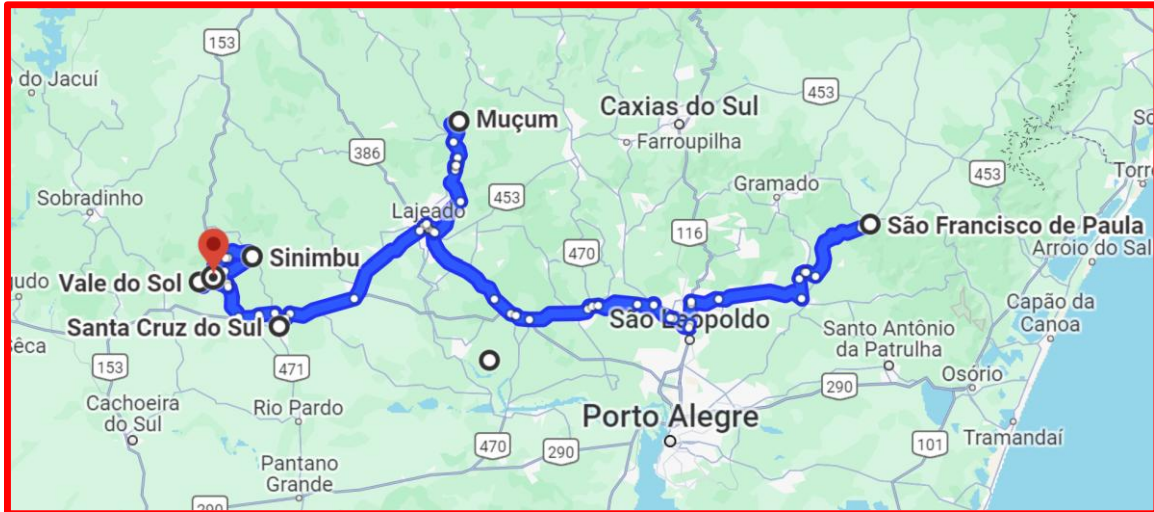 153
do Jacuí
453
Caxias do Sul
Muçum
Farroupilha
386
453
Sobradinho
Gramado
453
Torre
Lajeado
São Francisco de Paula
116
Sinimbu
470
Arroio do Sal
Vale do Sol
gudo
Capão da
Canoa
Santa Cruz do Sul
São Leopoldo
Santo Antônio
da Patrulha
Sêca
153
471
Osório
290
Cachoeira
do Sul
Rio Pardo
Porto Alegre
Tramandaí
470
290
101
Pantano
Grande
290